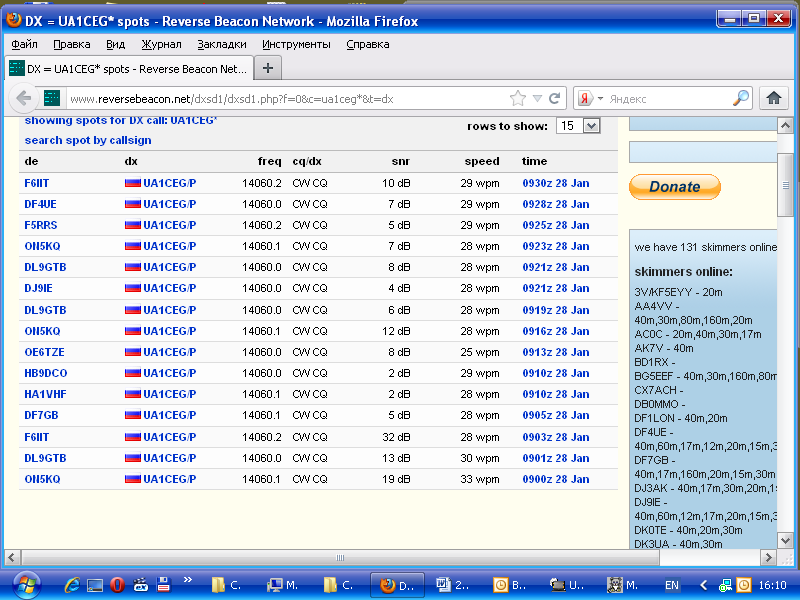 DX = UA1CEG* spots - Reverse Beacon Network - Mozilla Firefox
Файл Правка Вид Журнал Закладки Инструменты Справка
DX = UA1CEG* spots - Reverse Beacon Net...
www.reversebeacon.net/dxsd1/dxsd1.php?f=0&c=ua1ceg*&t=dx Яндекс
showing spots for DX call: UA1CEG*
rows to show: 15
search spot by callsign
de dx freq cq/dx snr speed time
F6IIT UA1CEG/P 14060.2 CW CQ 10 dB 29 wpm 0930z 28 Jan
DF4UE UA1CEG/P 14060.0 CW CQ 7 dB 29 wpm 0928z 28 Jan
F5RRS UA1CEG/P 14060.2 CW CQ 5 dB 29 wpm 0925z 28 Jan
ON5KQ UA1CEG/P 14060.1 CW CQ 7 dB 28 wpm 0923z 28 Jan
DL9GTB UA1CEG/P 14060.0 CW CQ 8 dB 28 wpm 0921z 28 Jan
DJ9IE UA1CEG/P 14060.0 CW CQ 4 dB 28 wpm 0921z 28 Jan
DL9GTB UA1CEG/P 14060.0 CW CQ 6 dB 28 wpm 0919z 28 Jan
ON5KQ UA1CEG/P 14060.1 CW CQ 12 dB 28 wpm 0916z 28 Jan
OE6TZE UA1CEG/P 14060.0 CW CQ 8 dB 25 wpm 0913z 28 Jan
HB9DCO UA1CEG/P 14060.0 CW CQ 2 dB 29 wpm 0910z 28 Jan
HA1VHF UA1CEG/P 14060.1 CW CQ 2 dB 28 wpm 0910z 28 Jan
DF7GB UA1CEG/P 14060.1 CW CQ 5 dB 28 wpm 0905z 28 Jan
F6IIT UA1CEG/P 14060.2 CW CQ 32 dB 28 wpm 0903z 28 Jan
DL9GTB UA1CEG/P 14060.0 CW CQ 13 dB 30 wpm 0901z 28 Jan
ON5KQ UA1CEG/P 14060.1 CW CQ 19 dB 33 wpm 0900z 28 Jan
Donate
we have 131 skimmers online
skimmers online:
3V/KF5EYY - 20m
AA4VV -
40m,30m,80m,160m,20m
AC0C - 20m,40m,30m,17m
AK7V - 40m
BD1RX -
BG5EEF - 40m,30m,160m,80m
CX7ACH -
DB0MMO -
DF1LON - 40m,20m
DF4UE -
40m,60m,17m,12m,20m,15m,3
DF7GB -
40m,17m,160m,20m,15m,30m
DJ3AK - 40m,17m,30m,20m,1
DJ9IE -
40m,60m,12m,17m,20m,15m,3
DK0TE - 40m,20m,30m
DK3UA - 40m,30m
C. M. C. D.. 2.. B.. U.. M. EN 16:10